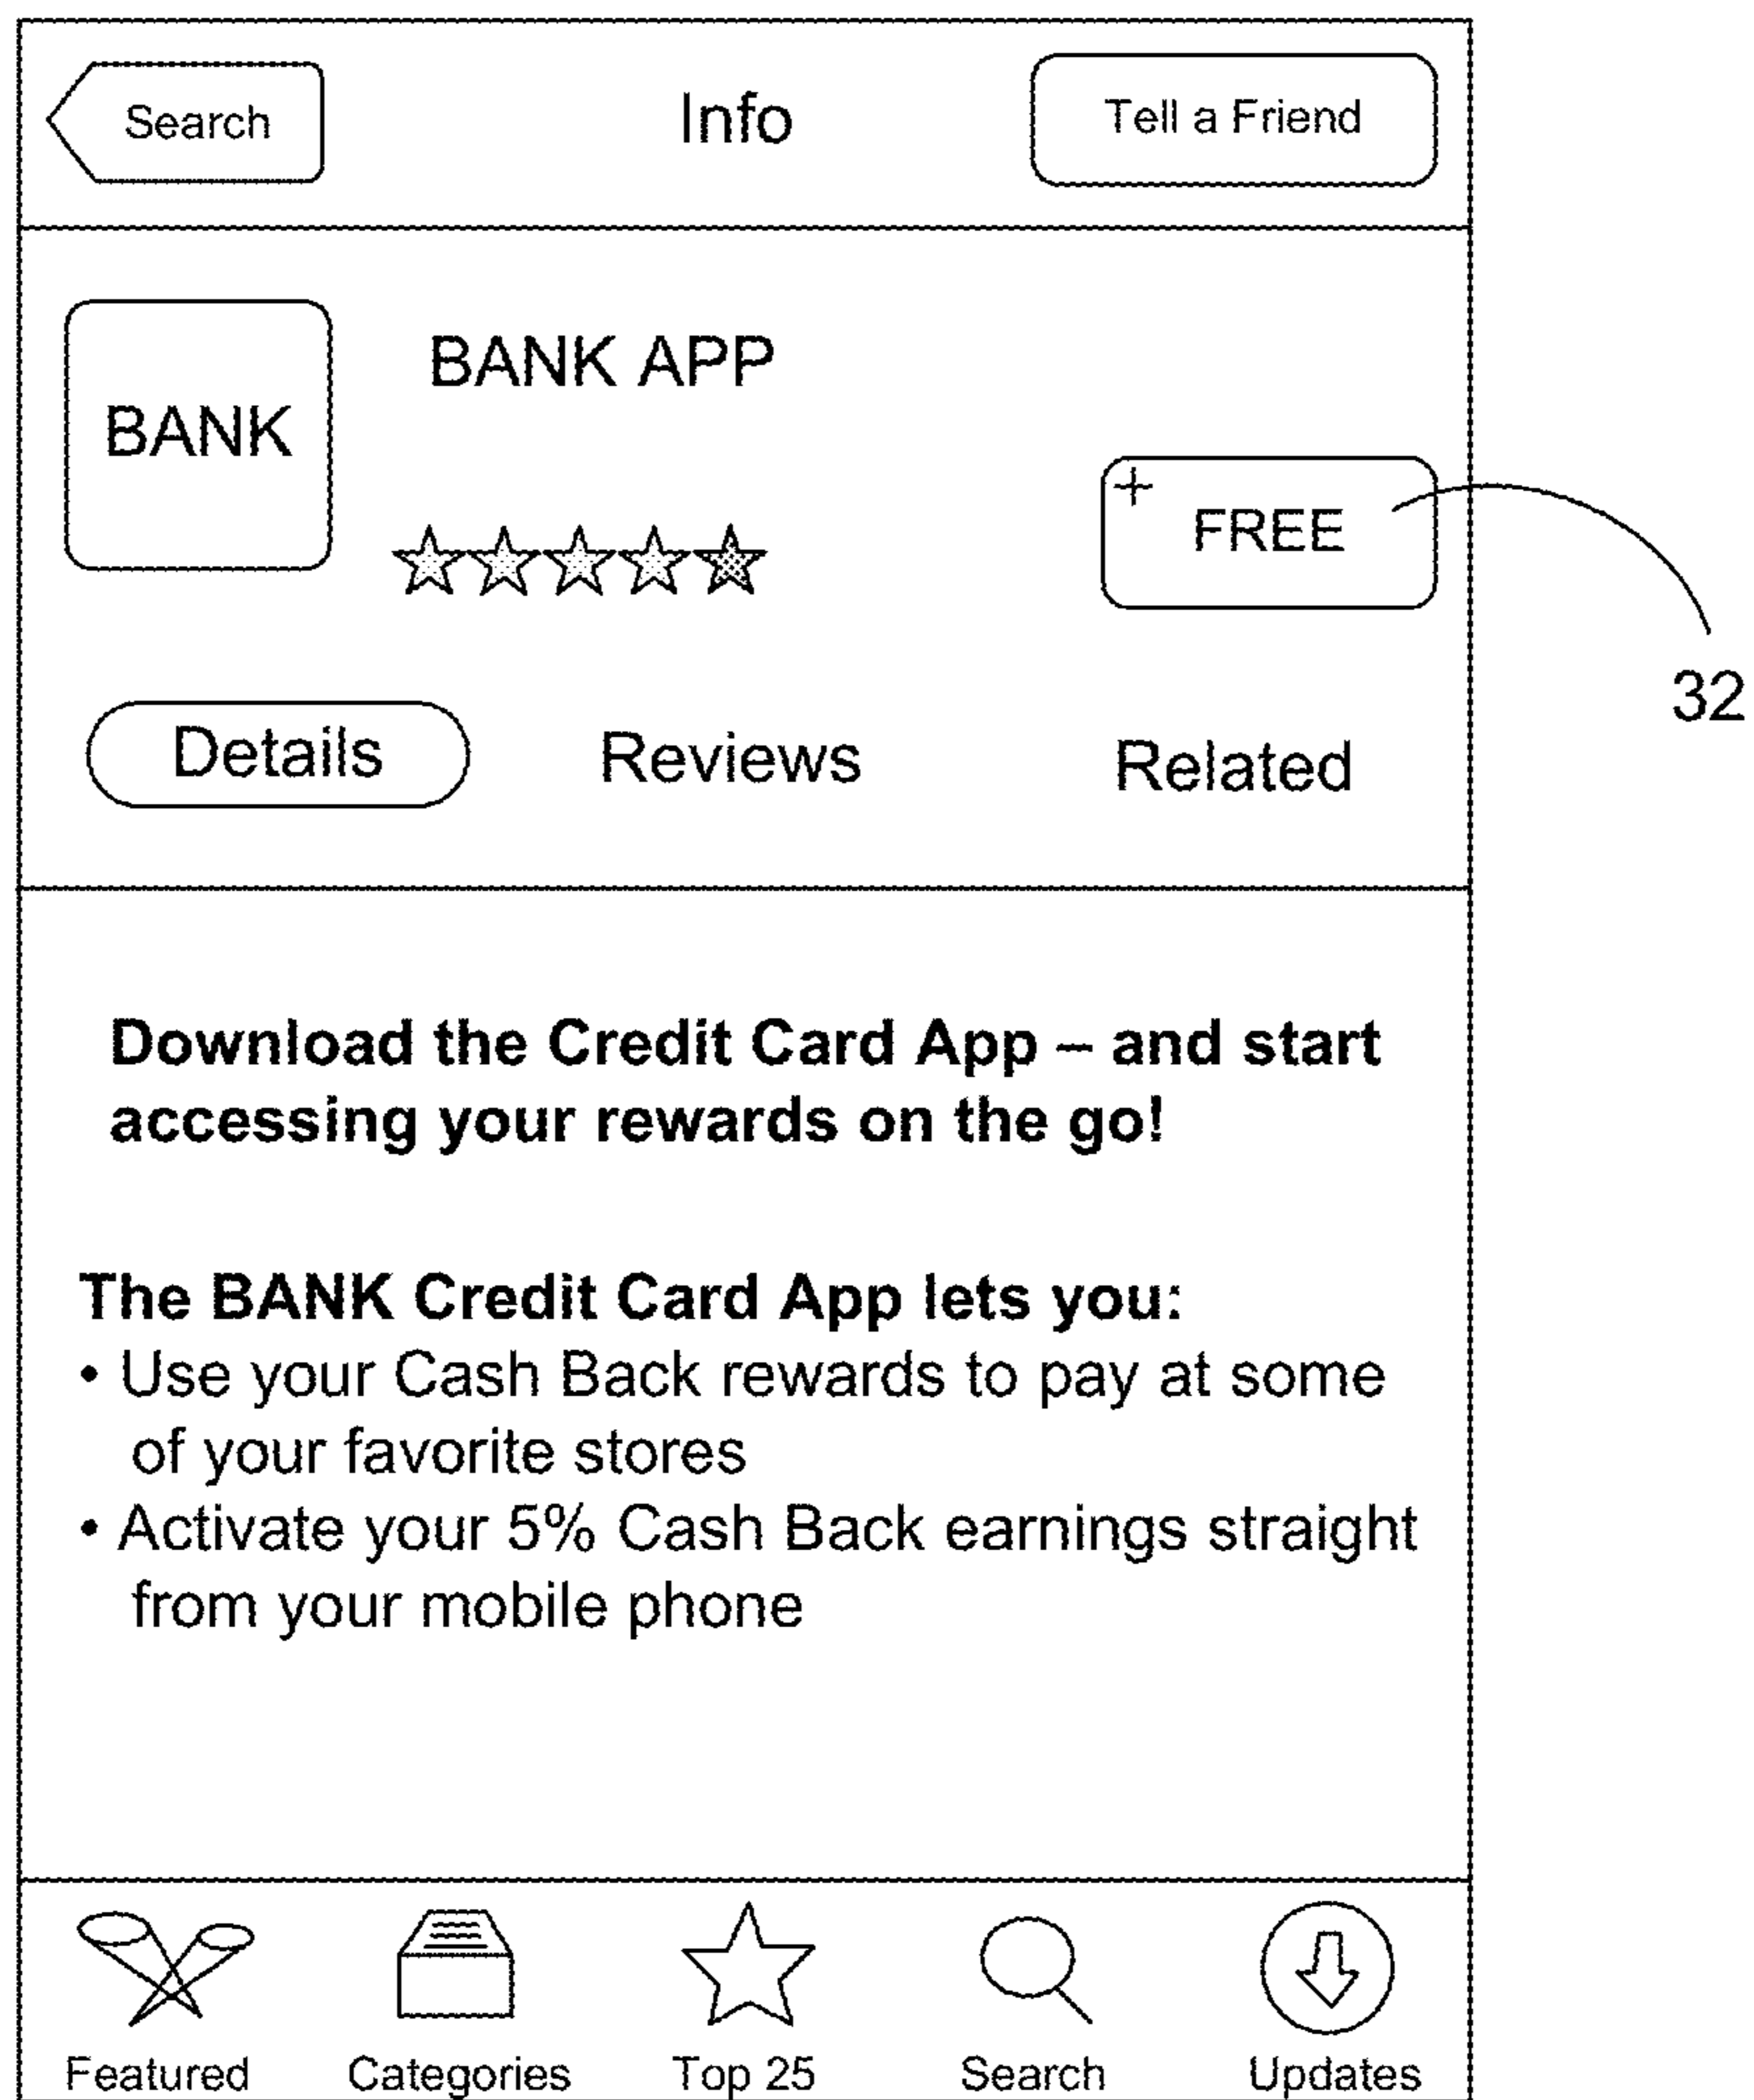 Search Info Tell a Friend
BANK
BANK APP
+ FREE
32
Details Reviews Related
Download the Credit Card App – and start
accessing your rewards on the go!
The BANK Credit Card App lets you:
• Use your Cash Back rewards to pay at some
of your favorite stores
• Activate your 5% Cash Back earnings straight
from your mobile phone
Featured Categories Top 25 Search Updates